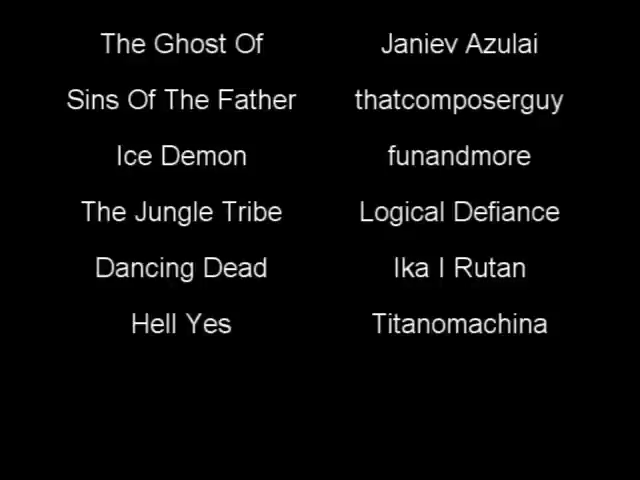 The Ghost Of Janiev Azulai
Sins Of The Father thatcomposerguy
Ice Demon funandmore
The Jungle Tribe Logical Defiance
Dancing Dead Ika I Rutan
Hell Yes Titanomachina